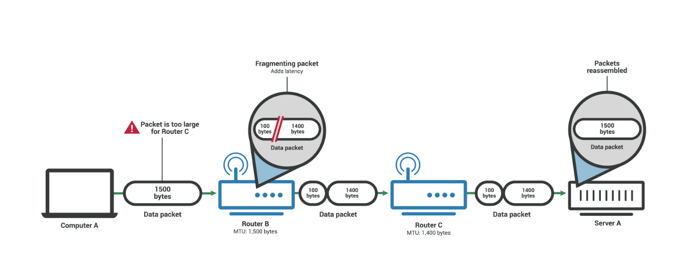 Fragmenting packet
Adds latency
Packets
reassembled
Packet is too large
for Router C
100
bytes
1400
bytes
Data packet
1500
bytes
Data packet
1500
bytes
Data packet
Computer A
Router B
MTU: 1,500 bytes
100
bytes
1400
bytes
Data packet
Router C
MTU: 1,400 bytes
100
bytes
1400
bytes
Data packet
Server A